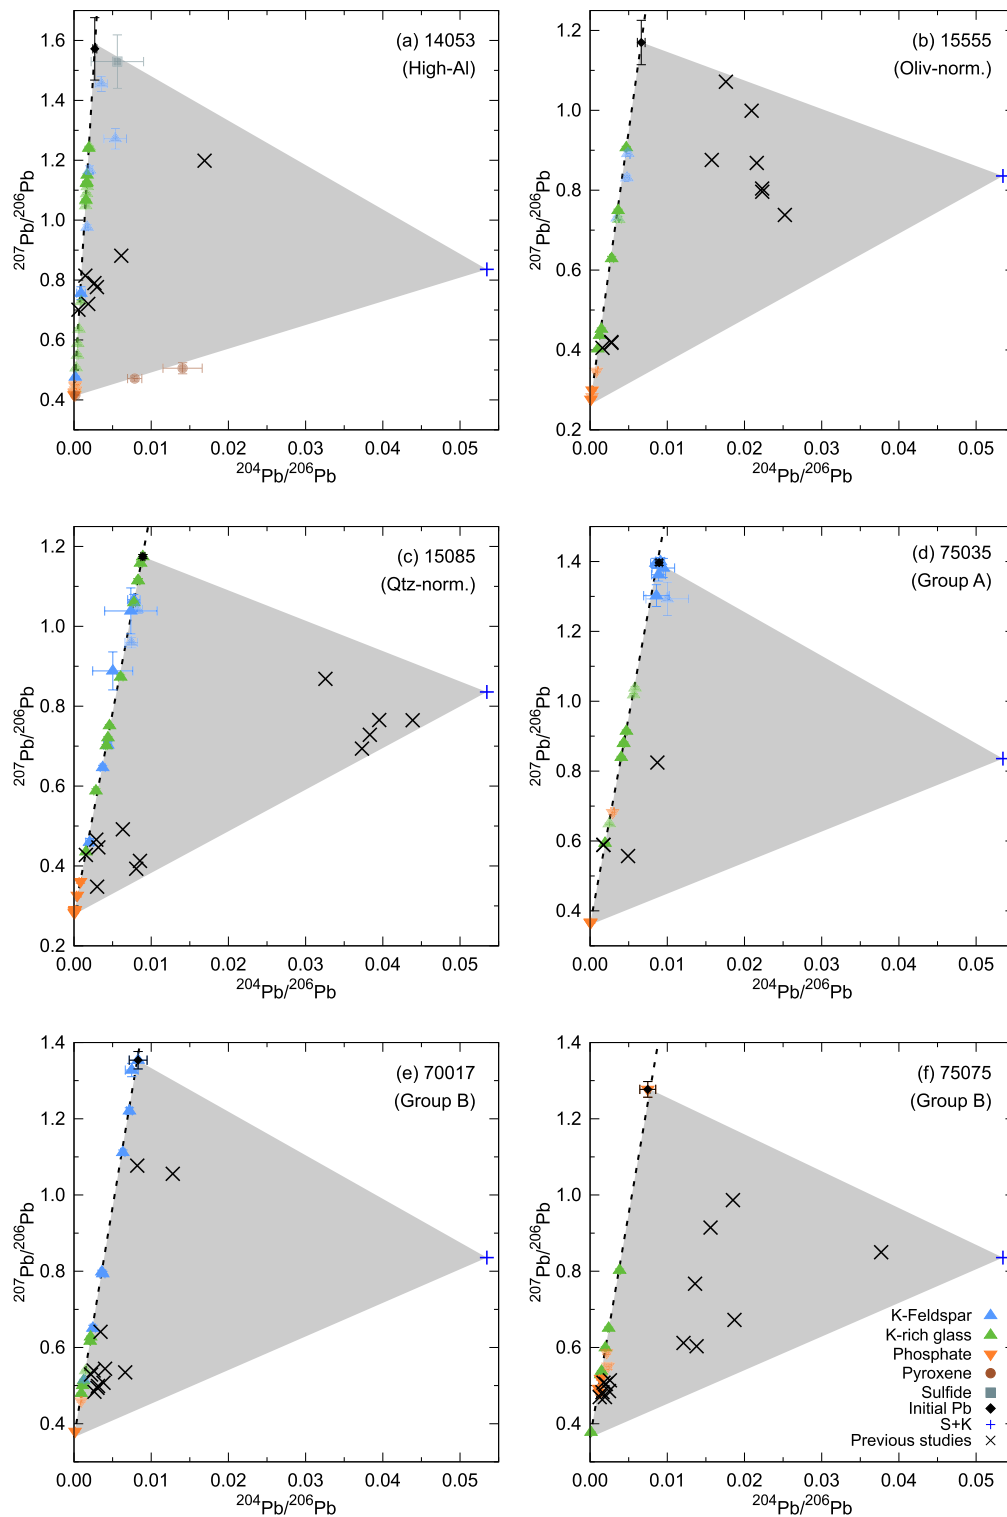 (a) 14053
(High-Al)
1.6
1.4
1.2
1.0
0.8
0.6
0.4
207Pb/206Pb
0.00 0.01 0.02 0.03 0.04 0.05
204Pb/206Pb
(b) 15555
(Oliv-norm.)
1.2
1.0
0.8
0.6
0.4
0.2
207Pb/206Pb
0.00 0.01 0.02 0.03 0.04 0.05
204Pb/206Pb
(c) 15085
(Qtz-norm.)
1.2
1.0
0.8
0.6
0.4
0.2
207Pb/206Pb
0.00 0.01 0.02 0.03 0.04 0.05
204Pb/206Pb
(d) 75035
(Group A)
1.4
1.2
1.0
0.8
0.6
0.4
207Pb/206Pb
0.00 0.01 0.02 0.03 0.04 0.05
204Pb/206Pb
(e) 70017
(Group B)
1.4
1.2
1.0
0.8
0.6
0.4
207Pb/206Pb
0.00 0.01 0.02 0.03 0.04 0.05
204Pb/206Pb
(f) 75075
(Group B)
1.4
1.2
1.0
0.8
0.6
0.4
207Pb/206Pb
K-Feldspar
K-rich glass
Phosphate
Pyroxene
Sulfide
Initial Pb
S+K
Previous studies
0.00 0.01 0.02 0.03 0.04 0.05
204Pb/206Pb